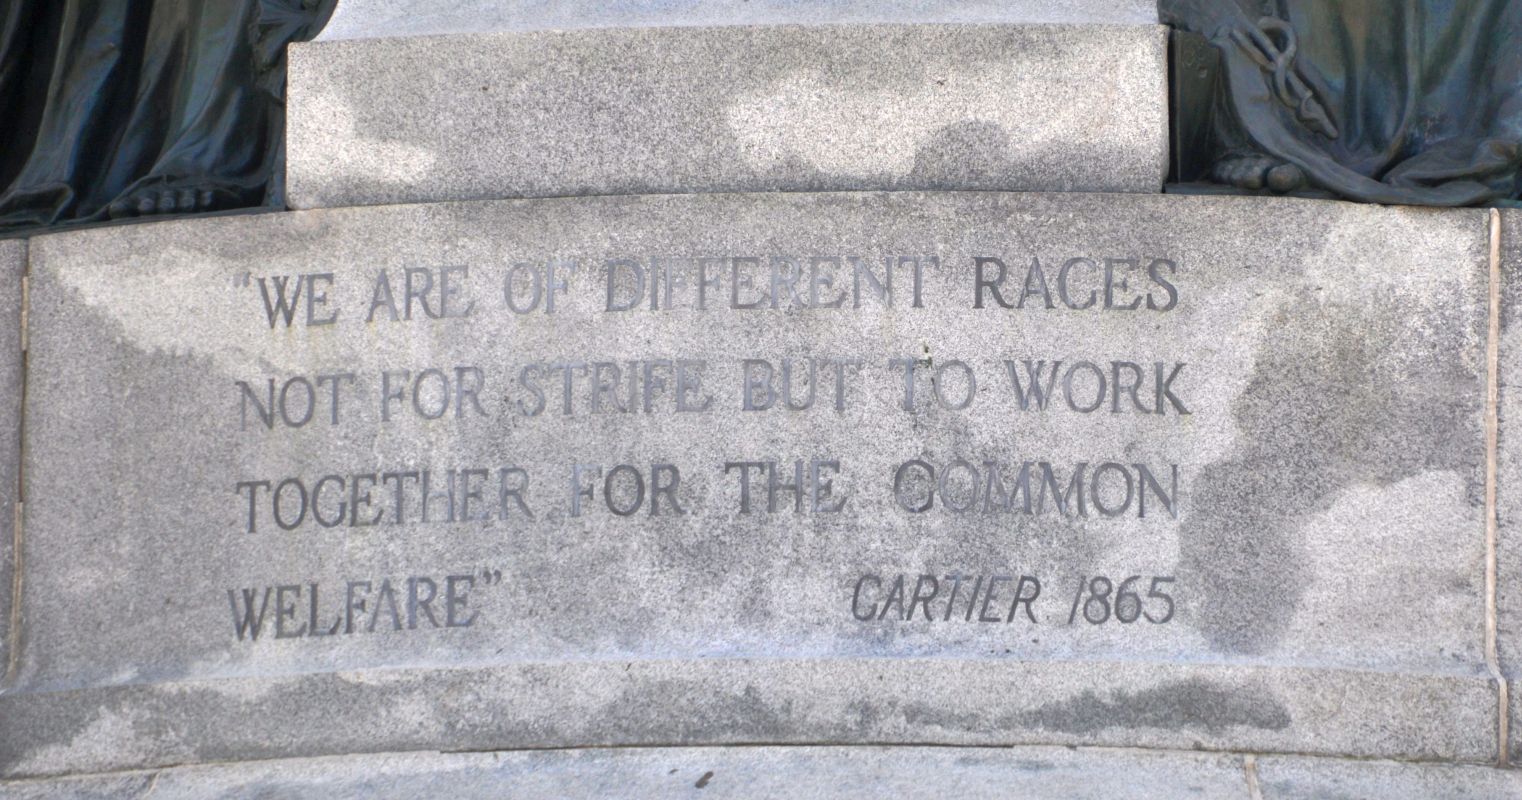 “WE ARE OF DIFFERENT RACES
NOT FOR STRIFE BUT TO WORK
TOGETHER FOR THE COMMON
WELFARE” CARTIER 1865